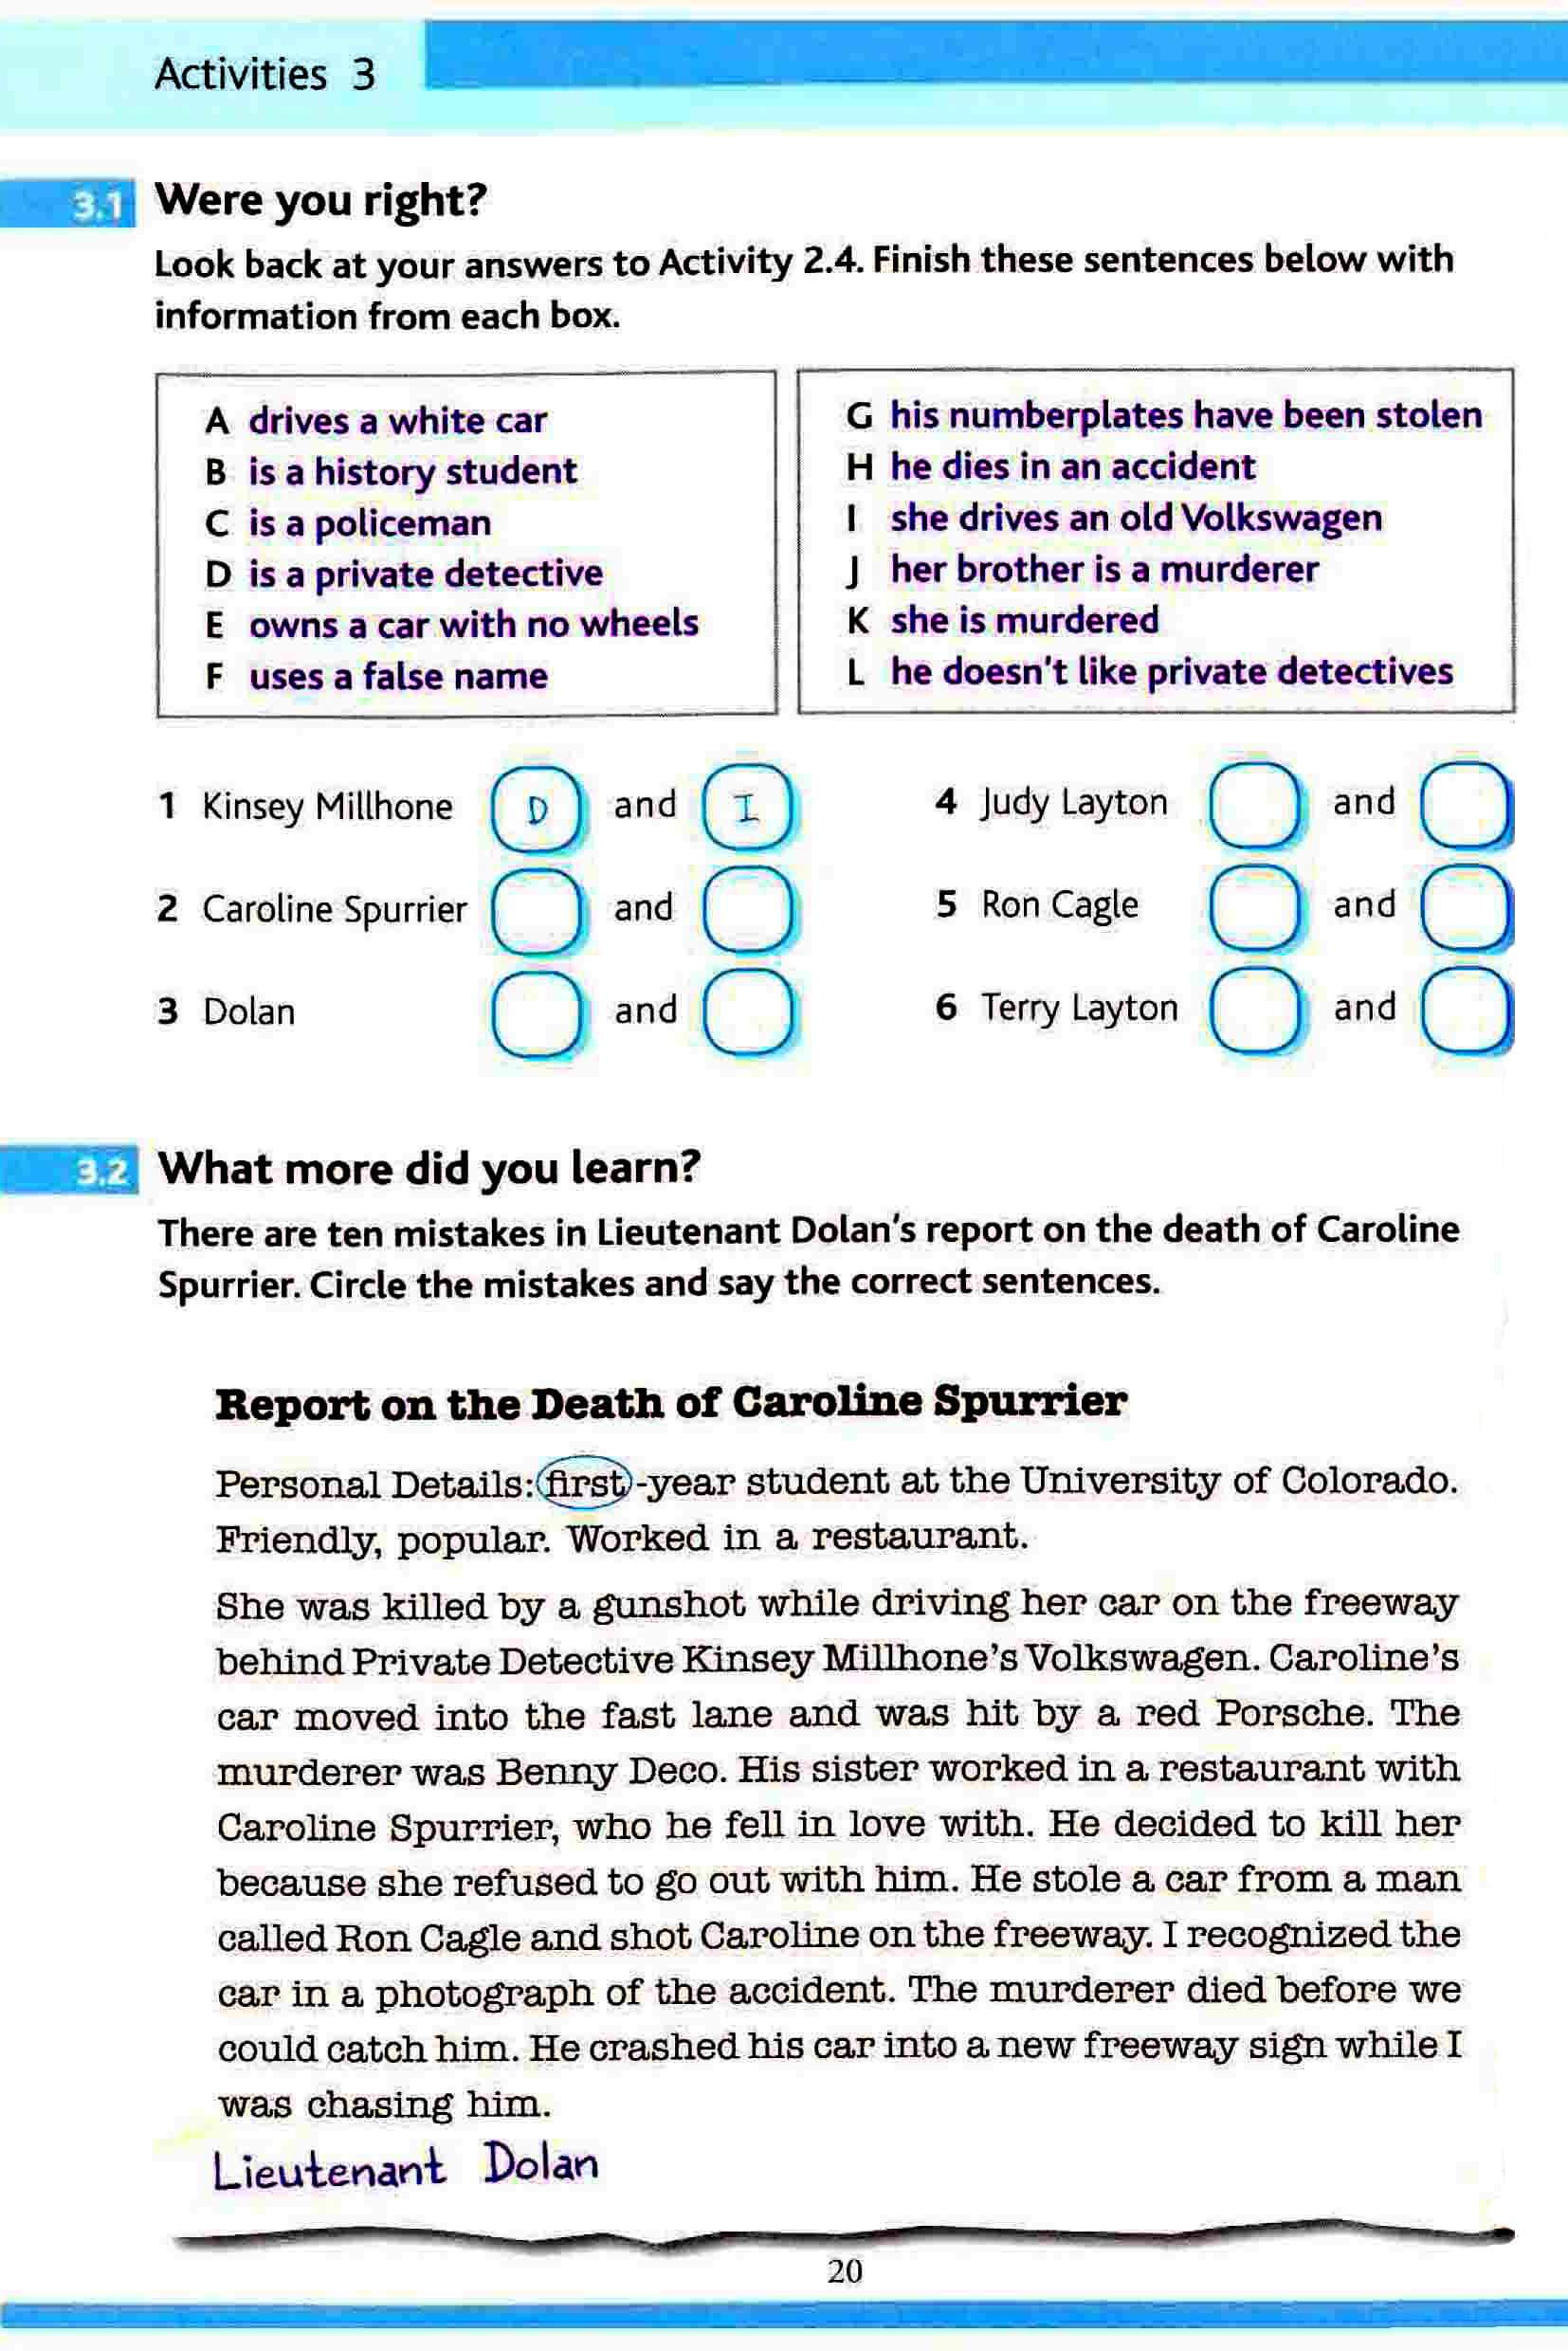 Activities 3
3.1 Were you right?
Look back at your answers to Activity 2.4. Finish these sentences below with
information from each box.
A drives a white car
B is a history student
C is a policeman
D is a private detective
E owns a car with no wheels
F uses a false name
G his numberplates have been stolen
H he dies in an accident
I she drives an old Volkswagen
J her brother is a murderer
K she is murdered
L he doesn't like private detectives
1 Kinsey Millhone D and I
2 Caroline Spurrier and
3 Dolan and
4 Judy Layton and
5 Ron Cagle and
6 Terry Layton and
3.2 What more did you learn?
There are ten mistakes in Lieutenant Dolan's report on the death of Caroline
Spurrier. Circle the mistakes and say the correct sentences.
Report on the Death of Caroline Spurrier
Personal Details: first-year student at the University of Colorado.
Friendly, popular. Worked in a restaurant.
She was killed by a gunshot while driving her car on the freeway
behind Private Detective Kinsey Millhone's Volkswagen. Caroline's
car moved into the fast lane and was hit by a red Porsche. The
murderer was Benny Deco. His sister worked in a restaurant with
Caroline Spurrier, who he fell in love with. He decided to kill her
because she refused to go out with him. He stole a car from a man
called Ron Cagle and shot Caroline on the freeway. I recognized the
car in a photograph of the accident. The murderer died before we
could catch him. He crashed his car into a new freeway sign while I
was chasing him.
Lieutenant Dolan
20